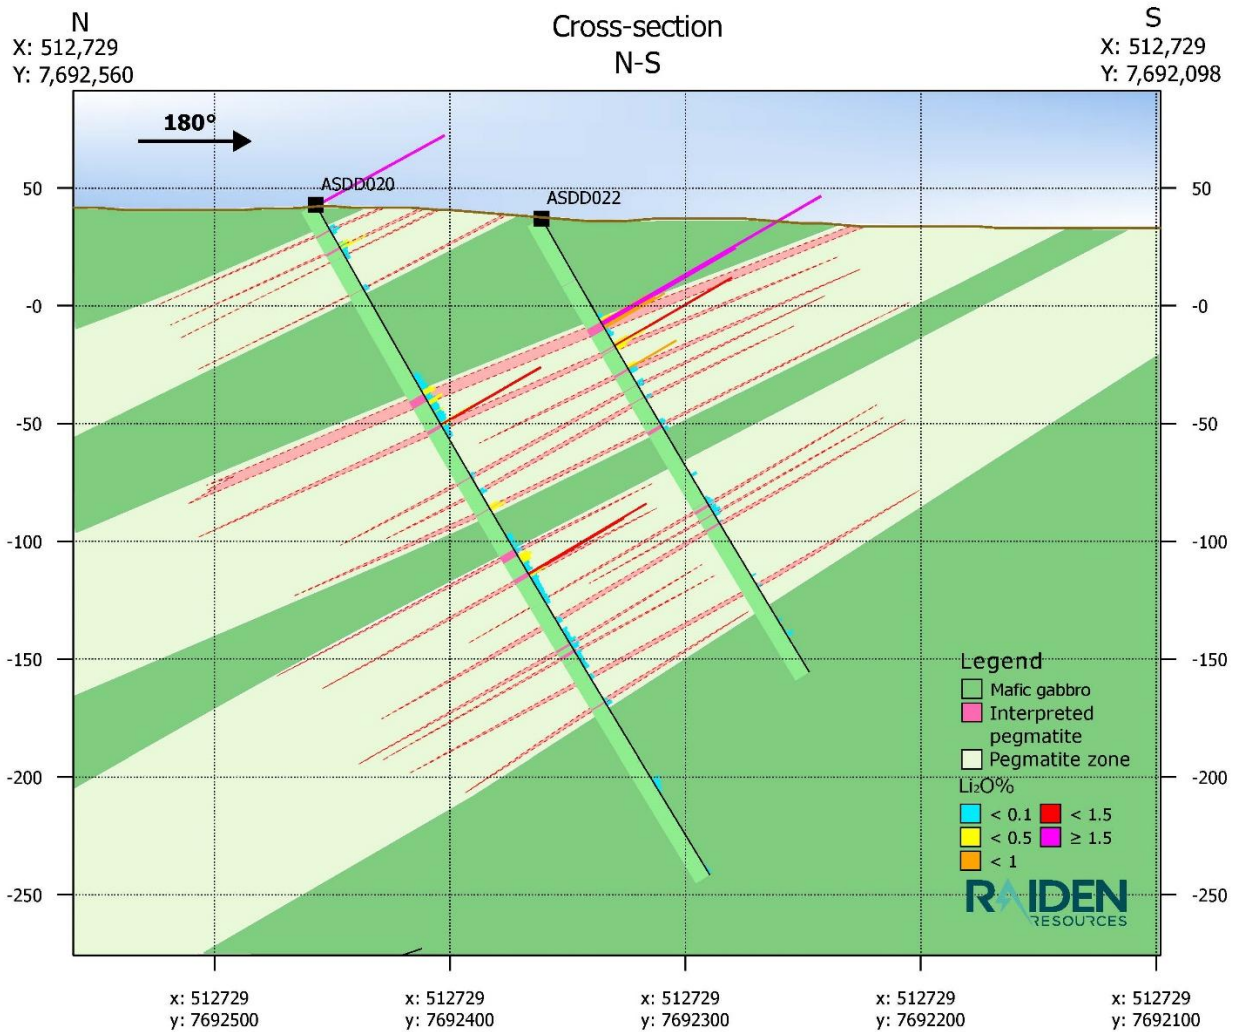 N
X: 512,729
Y: 7,692,560
Cross-section
N-S
S
X: 512,729
Y: 7,692,098
180°
ASDD020
ASDD022
50
50
-0
-0
-50
-50
-100
-100
-150
-150
-200
-200
-250
-250
Legend
Mafic gabbro
Interpreted
pegmatite
Pegmatite zone
Li₂O%
< 0.1
< 1.5
< 0.5
≥ 1.5
< 1
RAIDEN
RESOURCES
x: 512729
y: 7692500
x: 512729
y: 7692400
x: 512729
y: 7692300
x: 512729
y: 7692200
x: 512729
y: 7692100